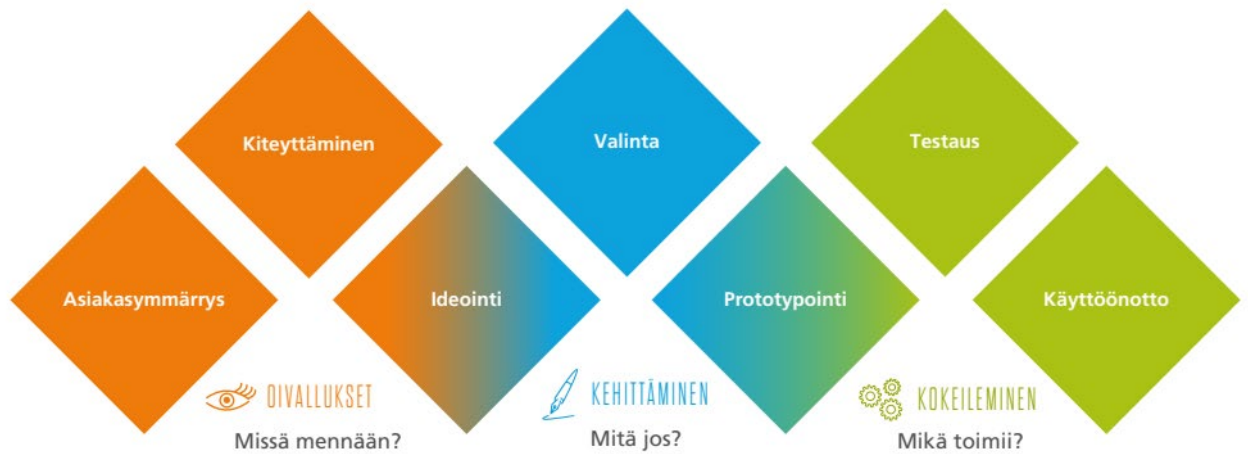 Kiteyttäminen
Valinta
Testaus
Asiakasymmärrys
Ideointi
Prototypointi
Käyttöönotto
OIVALLUKSET
KEHITTÄMINEN
KOKEILEMINEN
Missä mennään?
Mitä jos?
Mikä toimii?